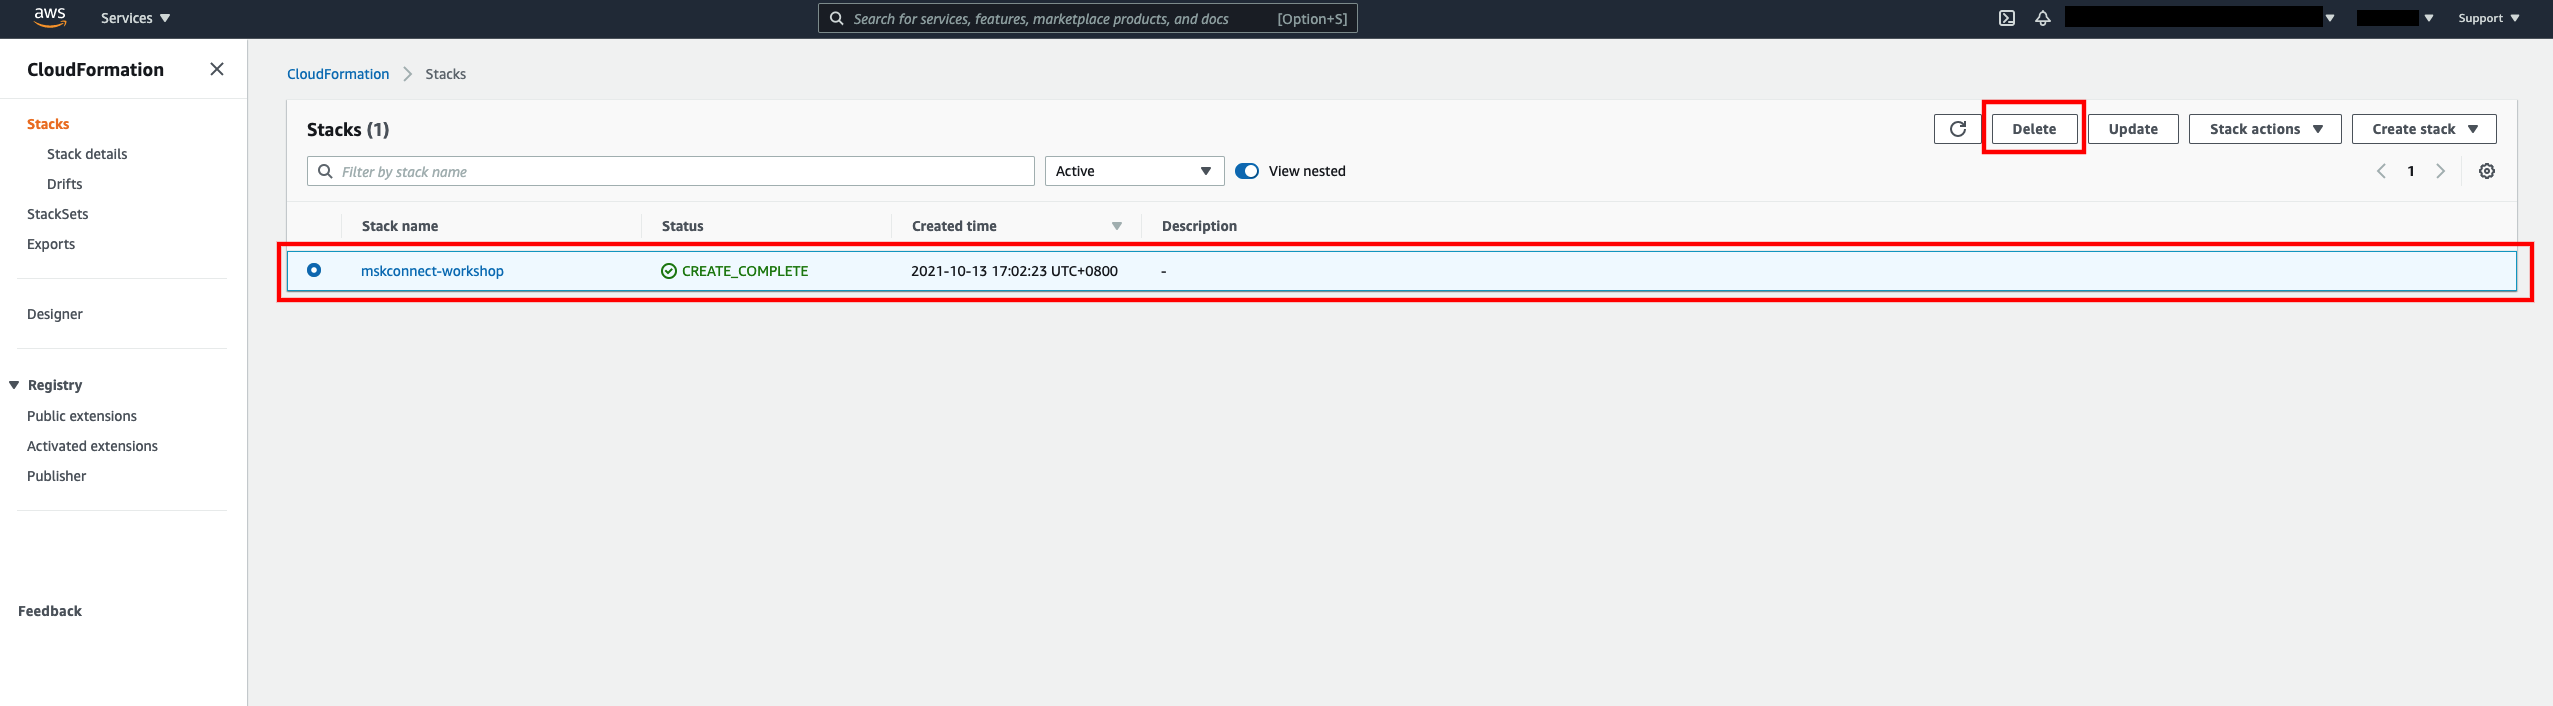 aws Services Search for services, features, marketplace products, and docs [Option+S] Support
CloudFormation
Stacks
Stack details
Drifts
StackSets
Exports
Designer
Registry
Public extensions
Activated extensions
Publisher
Feedback
CloudFormation Stacks
Stacks (1) Delete Update Stack actions Create stack
Filter by stack name Active View nested 1
Stack name Status Created time Description
mskconnect-workshop CREATE_COMPLETE 2021-10-13 17:02:23 UTC+0800 -